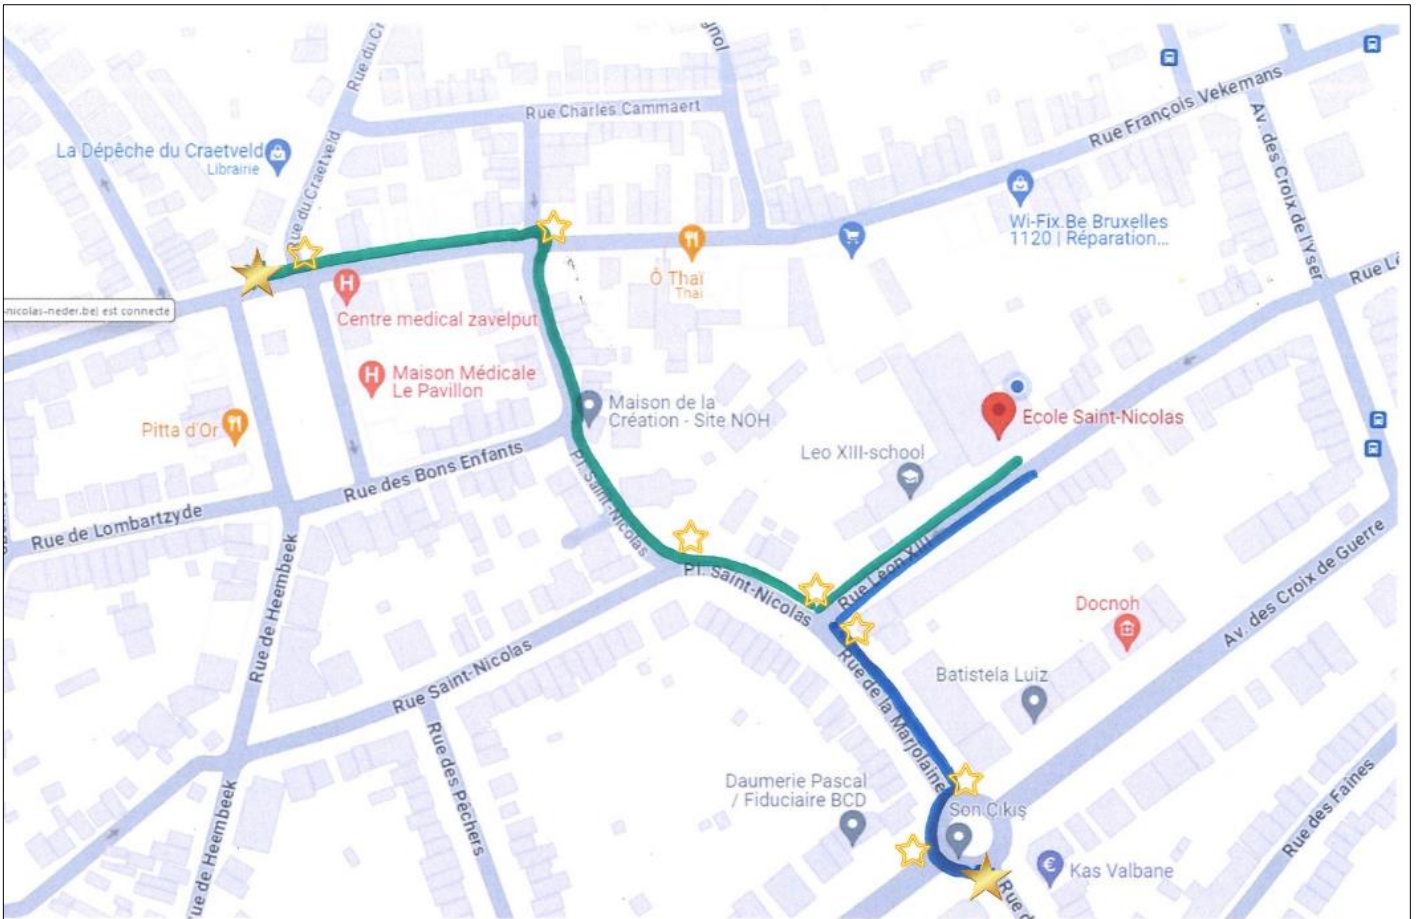 Rue du Cr
gnol
Rue Charles Cammaert
Rue François Vekemans
La Dépêche du Craetveld
Librairie
Rue du Craetveld
Av. des Croix de l'Yser
Wi-Fix.Be Bruxelles
1120 | Réparation...
Ô Thaï
Thaï
Rue Lé
-nicolas-neder.be) est connecté
H
Centre medical zavelput
H
Maison Médicale
Le Pavillon
Maison de la
Création - Site NOH
Ecole Saint-Nicolas
Pitta d'Or
Leo XIII-school
Rue des Bons Enfants
Pl. Saint-Nicolas
Rue de Lombartzyde
Rue de Heembeek
Pl. Saint-Nicolas
Rue Léon XIII
Av. des Croix de Guerre
Docnoh
Rue Saint-Nicolas
Rue de la Marjolaine
Batistela Luiz
Rue des Pêchers
Daumerie Pascal
/ Fiduciaire BCD
Son Çıkış
Rue des Faines
Rue de Heembeek
€
Kas Valbane
Rue d